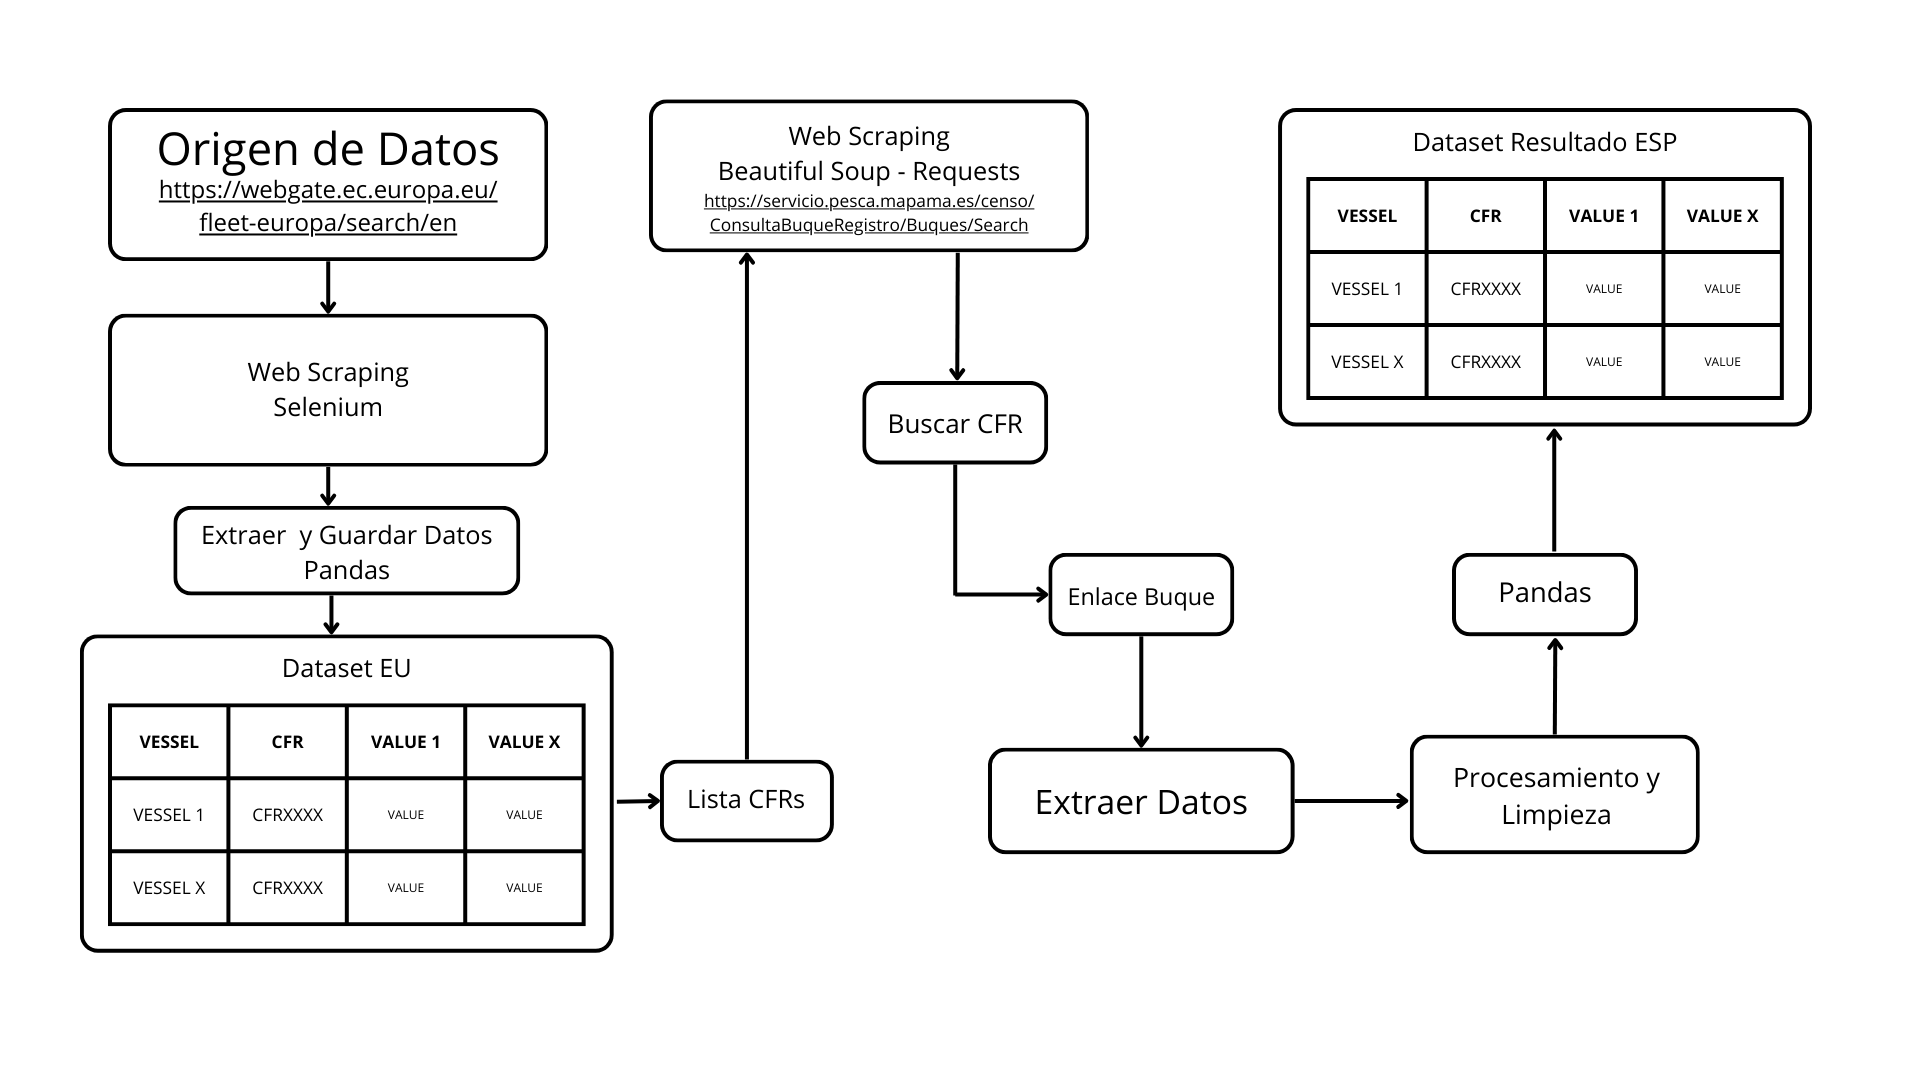 Origen de Datos
https://webgate.ec.europa.eu/
fleet-europa/search/en
Web Scraping
Selenium
Extraer  y Guardar Datos
Pandas
Dataset EU
VESSEL CFR VALUE 1 VALUE X
VESSEL 1 CFRXXXX VALUE VALUE
VESSEL X CFRXXXX VALUE VALUE
Lista CFRs
Web Scraping
Beautiful Soup - Requests
https://servicio.pesca.mapama.es/censo/
ConsultaBuqueRegistro/Buques/Search
Buscar CFR
Enlace Buque
Extraer Datos
Procesamiento y
Limpieza
Pandas
Dataset Resultado ESP
VESSEL CFR VALUE 1 VALUE X
VESSEL 1 CFRXXXX VALUE VALUE
VESSEL X CFRXXXX VALUE VALUE